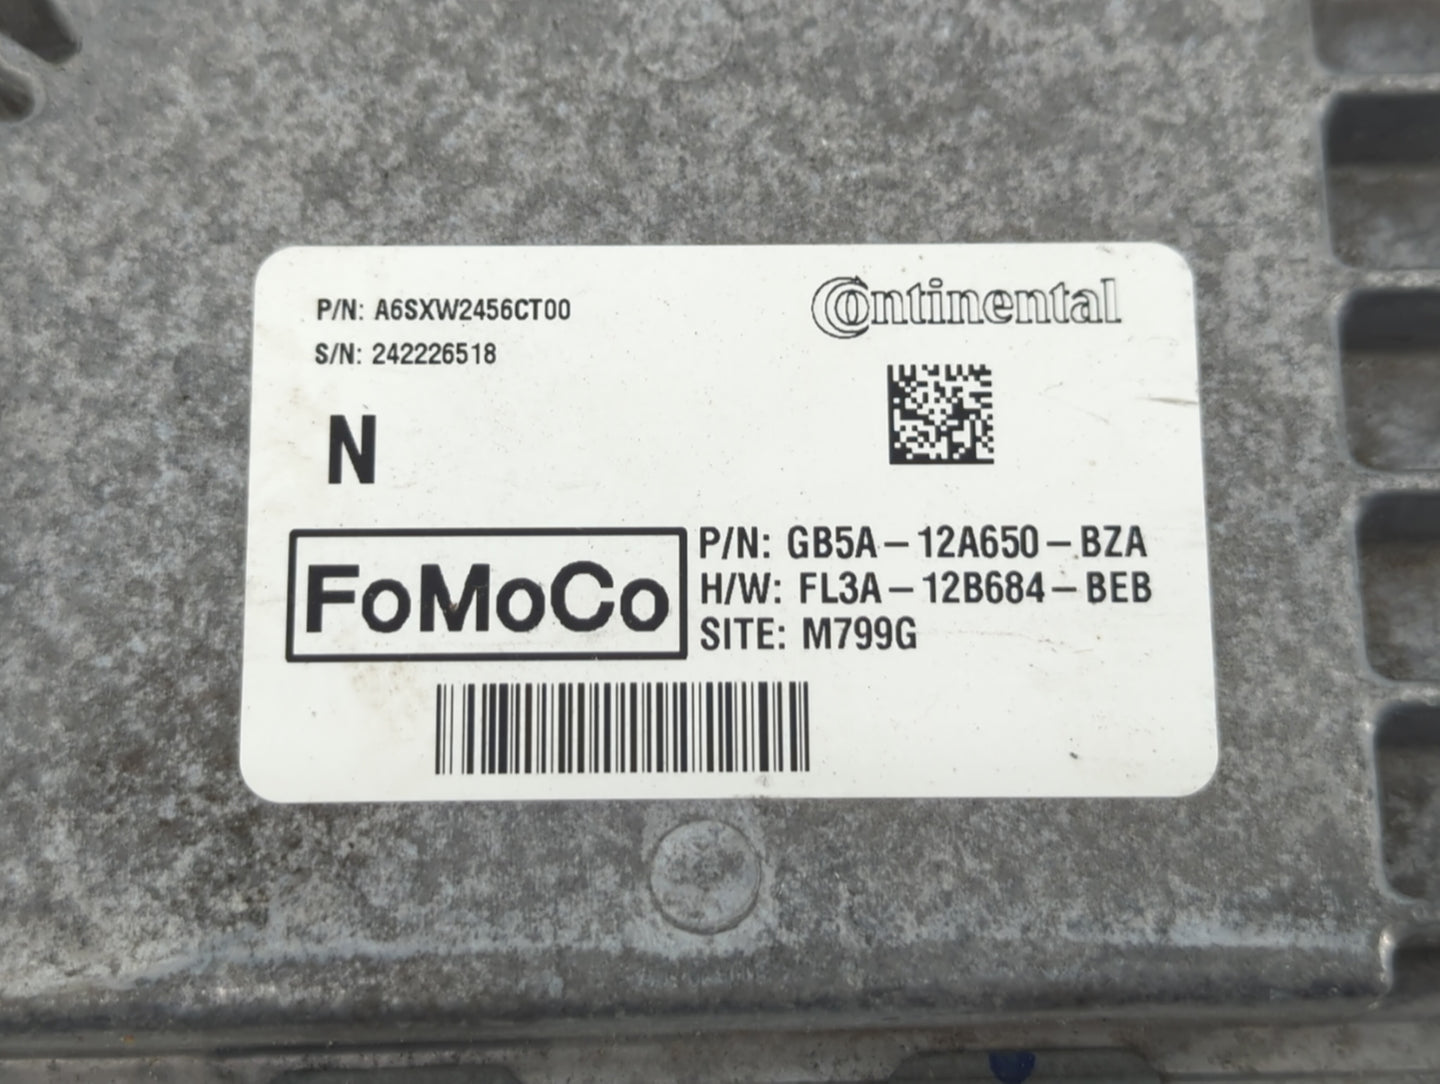 P/N: A6SXW2456CT00
S/N: 242226518
Continental
N
FoMoCo
P/N: GB5A-12A650-BZA
H/W: FL3A-12B684-BEB
SITE: M799G